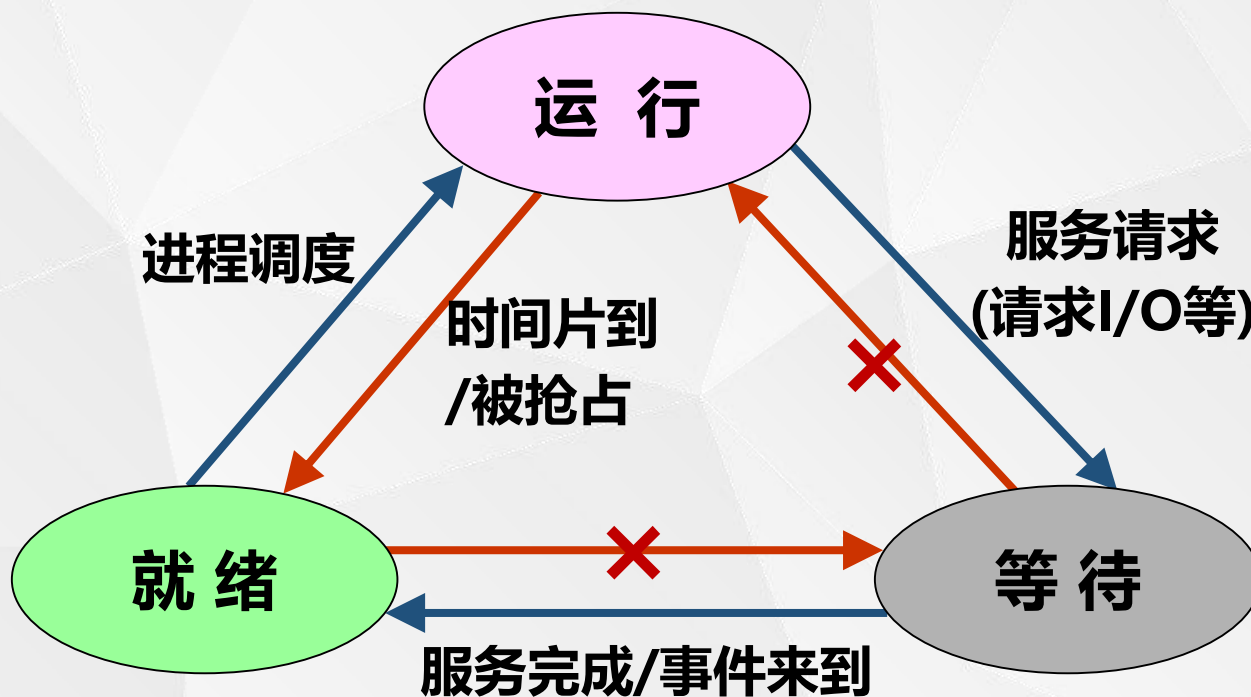 运 行
进程调度
服务请求
(请求I/O等)
时间片到
/被抢占
就 绪
等 待
服务完成/事件来到